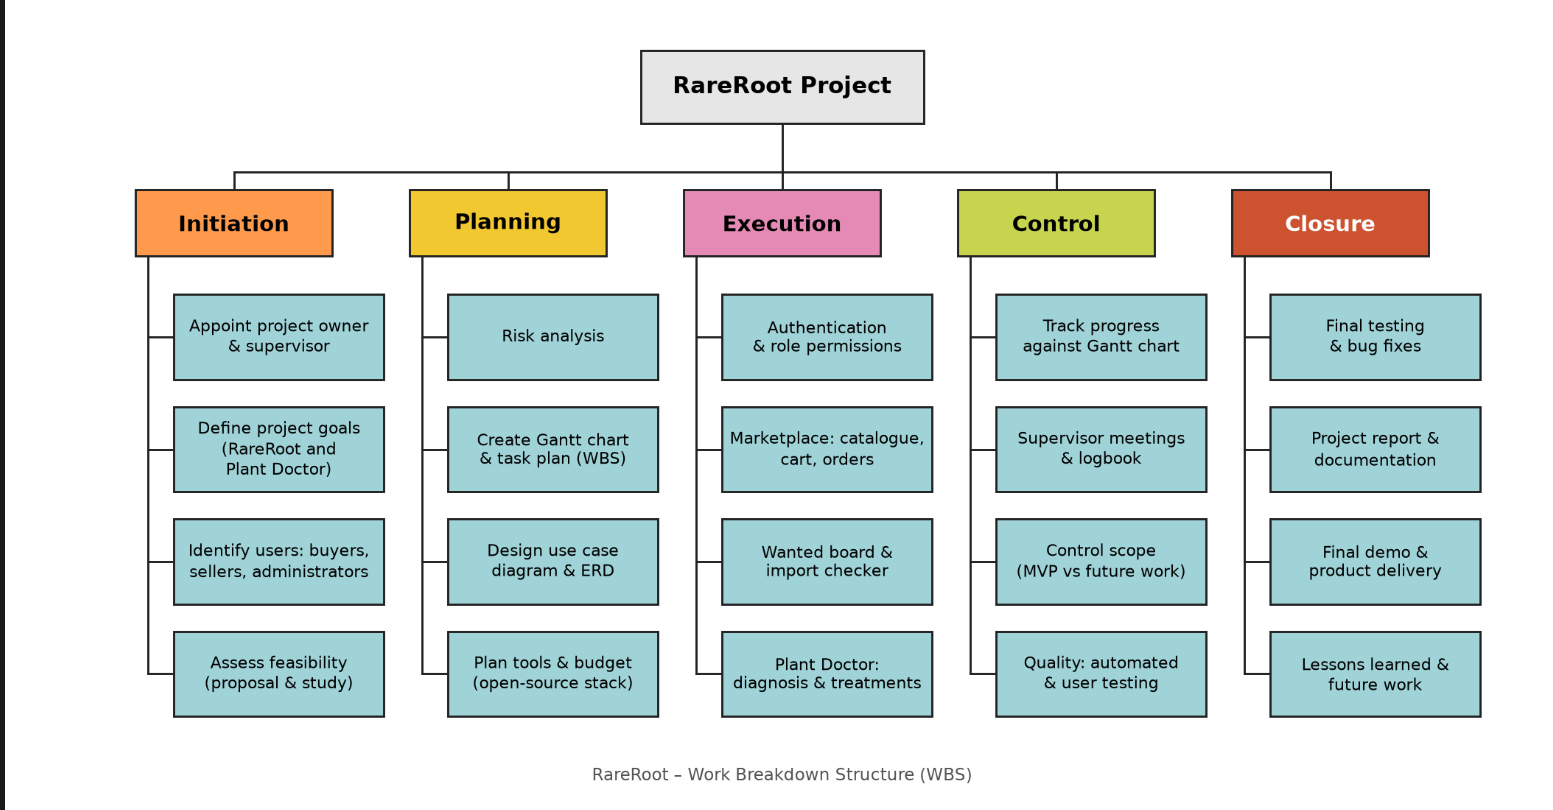 RareRoot Project
Initiation
Planning
Execution
Control
Closure
Appoint project owner
& supervisor
Define project goals
(RareRoot and
Plant Doctor)
Identify users: buyers,
sellers, administrators
Assess feasibility
(proposal & study)
Risk analysis
Create Gantt chart
& task plan (WBS)
Design use case
diagram & ERD
Plan tools & budget
(open-source stack)
Authentication
& role permissions
Marketplace: catalogue,
cart, orders
Wanted board &
import checker
Plant Doctor:
diagnosis & treatments
Track progress
against Gantt chart
Supervisor meetings
& logbook
Control scope
(MVP vs future work)
Quality: automated
& user testing
Final testing
& bug fixes
Project report &
documentation
Final demo &
product delivery
Lessons learned &
future work
RareRoot – Work Breakdown Structure (WBS)